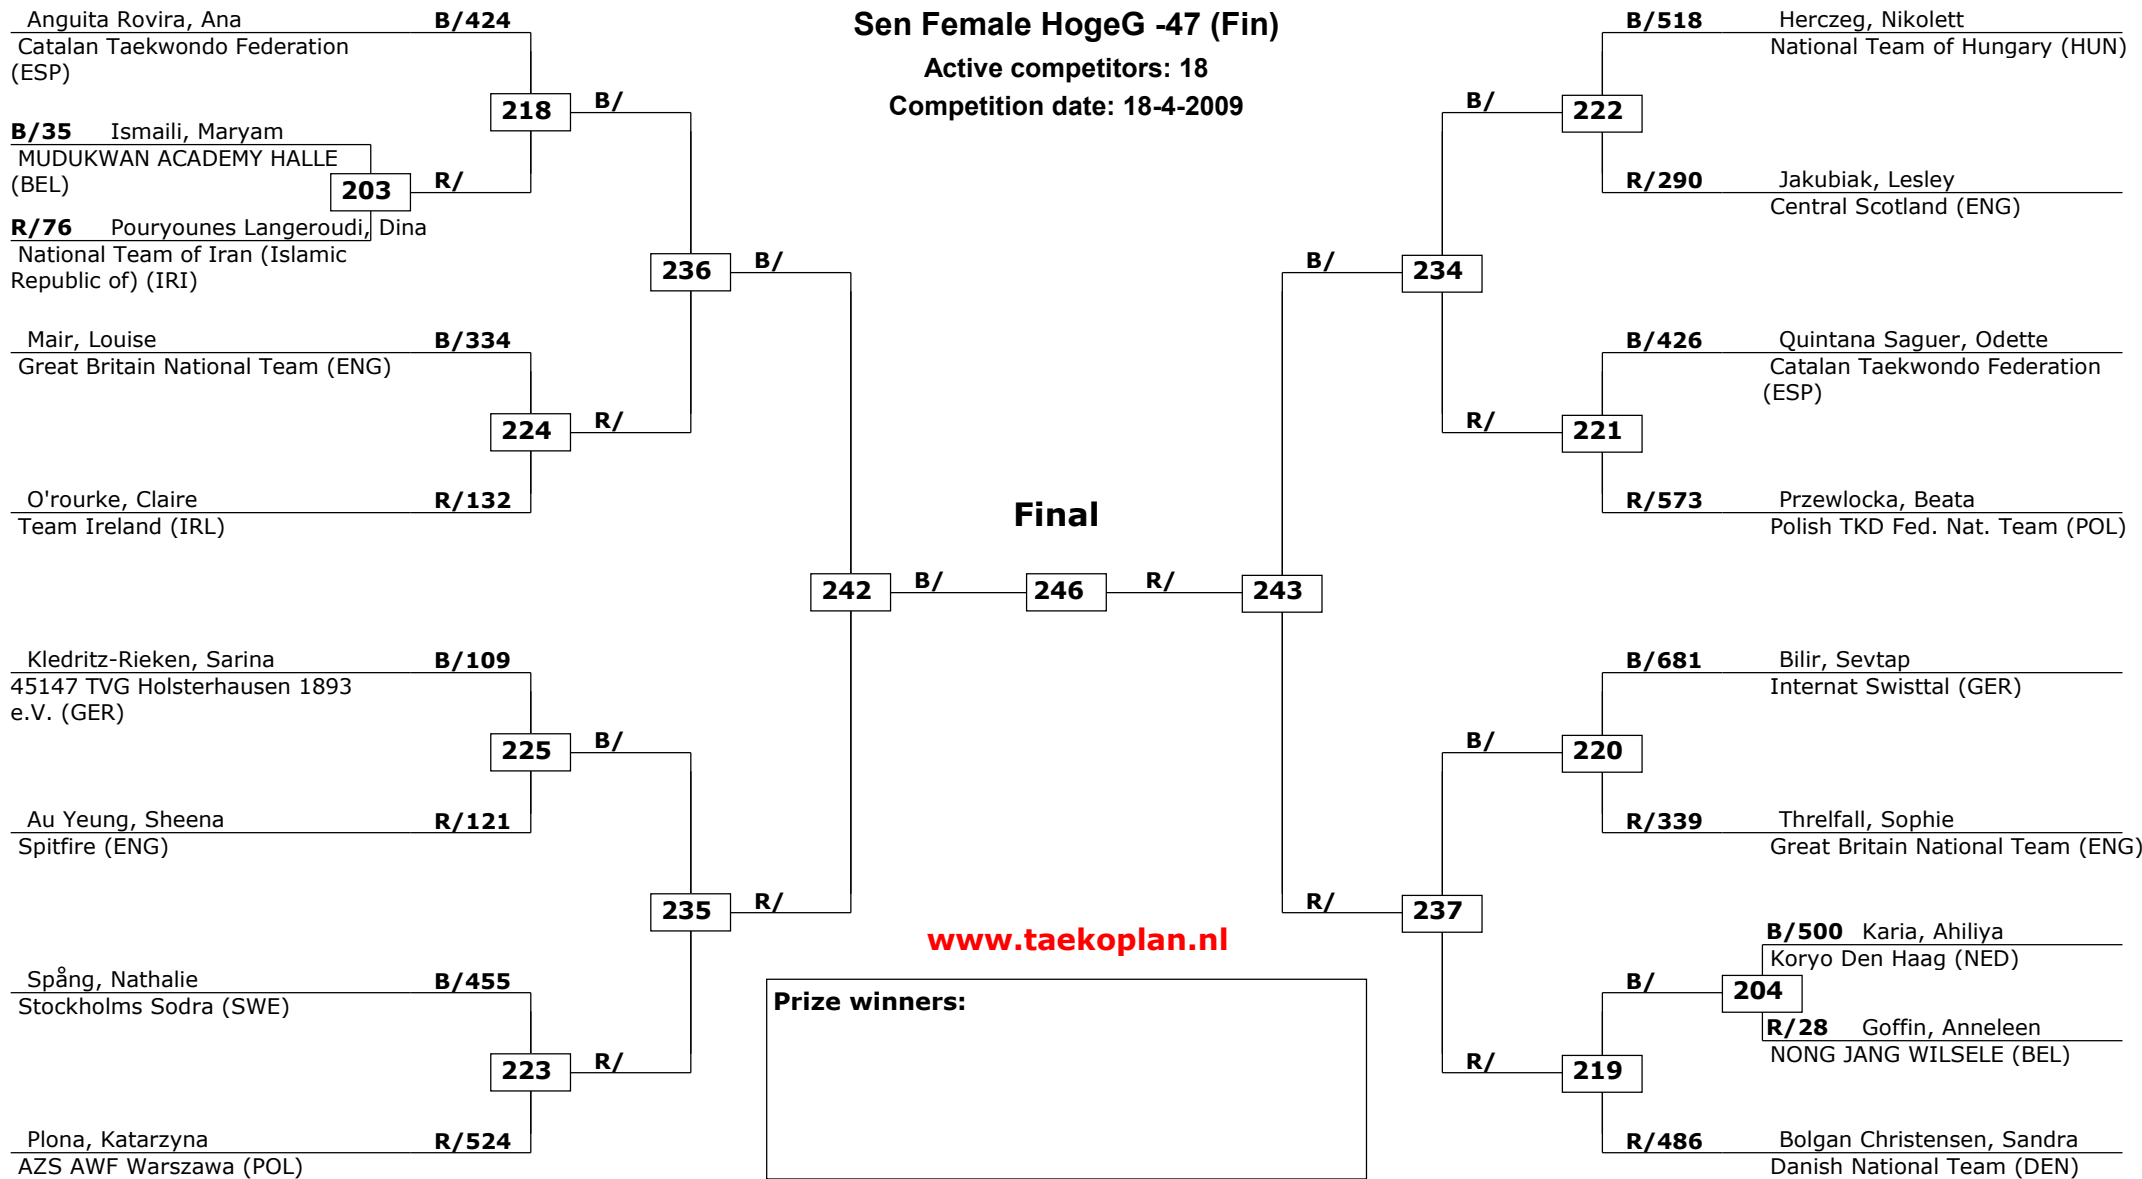 Sen Female HogeG -47 (Fin)
Active competitors: 18
Competition date: 18-4-2009
Anguita Rovira, Ana B/424
Catalan Taekwondo Federation
(ESP)
218 B/
B/35 Ismaili, Maryam
MUDUKWAN ACADEMY HALLE
(BEL)
203 R/
R/76 Pouryounes Langeroudi, Dina
National Team of Iran (Islamic
Republic of) (IRI)
236 B/
Mair, Louise B/334
Great Britain National Team (ENG)
224 R/
O'rourke, Claire R/132
Team Ireland (IRL)
242 B/
Kledritz-Rieken, Sarina B/109
45147 TVG Holsterhausen 1893
e.V. (GER)
225 B/
Au Yeung, Sheena R/121
Spitfire (ENG)
235 R/
Spång, Nathalie B/455
Stockholms Sodra (SWE)
223 R/
Plona, Katarzyna R/524
AZS AWF Warszawa (POL)
Final
246
www.taekoplan.nl
Prize winners:
B/518 Herczeg, Nikolett
National Team of Hungary (HUN)
B/ 222
R/290 Jakubiak, Lesley
Central Scotland (ENG)
B/ 234
B/426 Quintana Saguer, Odette
Catalan Taekwondo Federation
(ESP)
R/ 221
R/573 Przewlocka, Beata
Polish TKD Fed. Nat. Team (POL)
R/ 243
B/681 Bilir, Sevtap
Internat Swisttal (GER)
B/ 220
R/339 Threlfall, Sophie
Great Britain National Team (ENG)
R/ 237
B/500 Karia, Ahiliya
Koryo Den Haag (NED)
B/ 204
R/28 Goffin, Anneleen
NONG JANG WILSELE (BEL)
R/ 219
R/486 Bolgan Christensen, Sandra
Danish National Team (DEN)